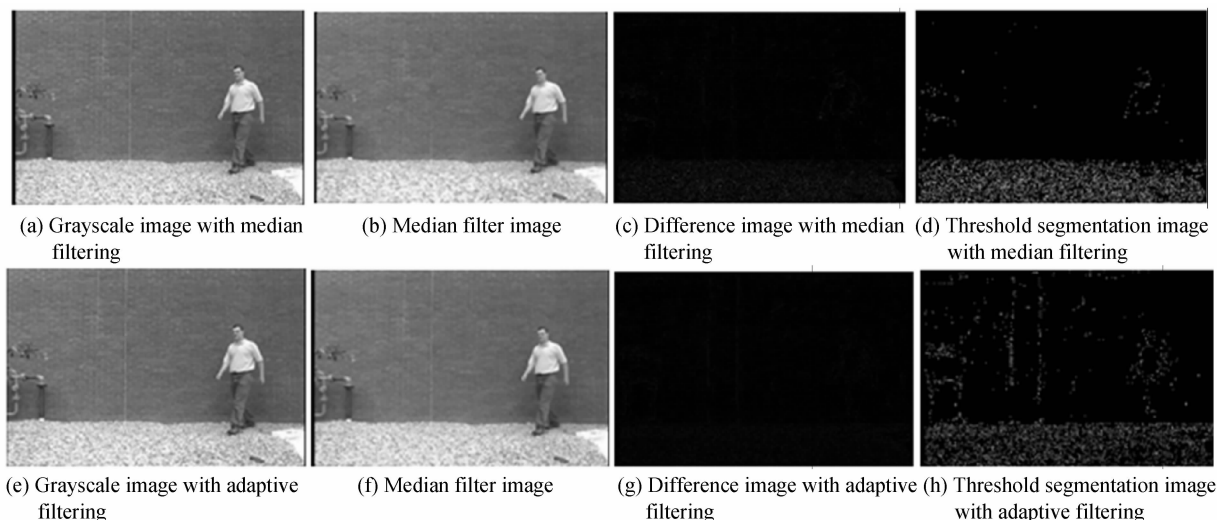 (a) Grayscale image with median
filtering
(b) Median filter image
(c) Difference image with median
filtering
(d) Threshold segmentation image
with median filtering
(e) Grayscale image with adaptive
filtering
(f) Median filter image
(g) Difference image with adaptive
filtering
(h) Threshold segmentation image
with adaptive filtering